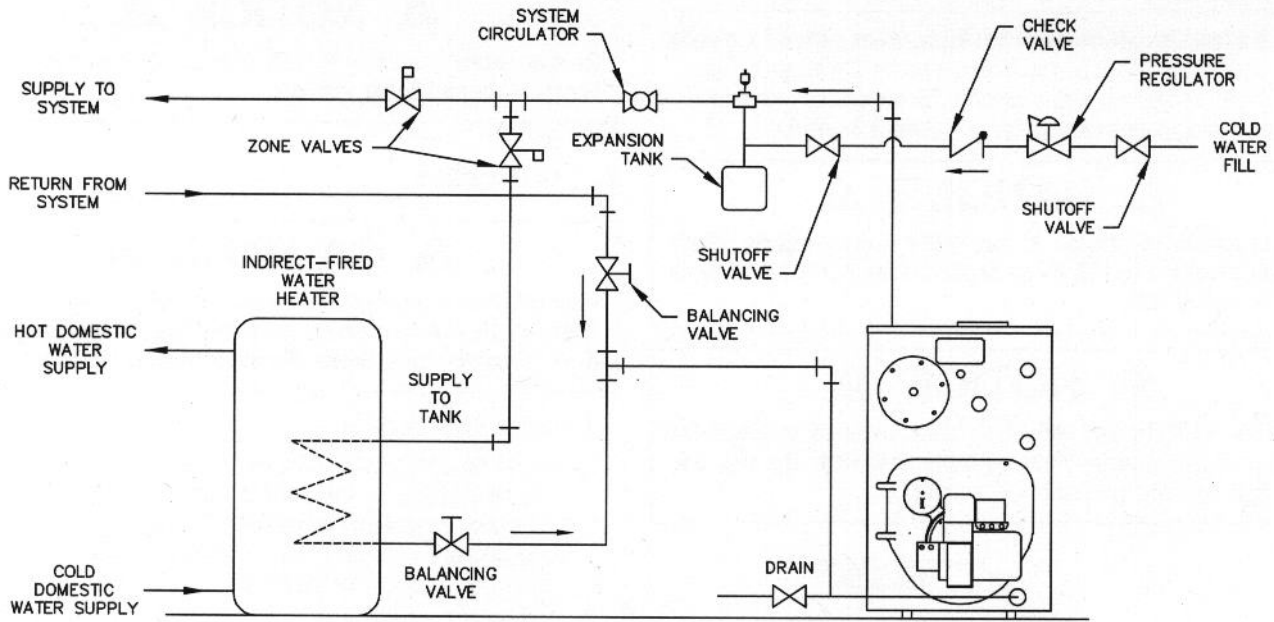 SYSTEM
CIRCULATOR
CHECK
VALVE
PRESSURE
REGULATOR
SUPPLY TO
SYSTEM
ZONE VALVES
EXPANSION
TANK
COLD
WATER
FILL
RETURN FROM
SYSTEM
SHUTOFF
VALVE
SHUTOFF
VALVE
INDIRECT-FIRED
WATER
HEATER
BALANCING
VALVE
HOT DOMESTIC
WATER
SUPPLY
SUPPLY
TO
TANK
COLD
DOMESTIC
WATER SUPPLY
BALANCING
VALVE
DRAIN